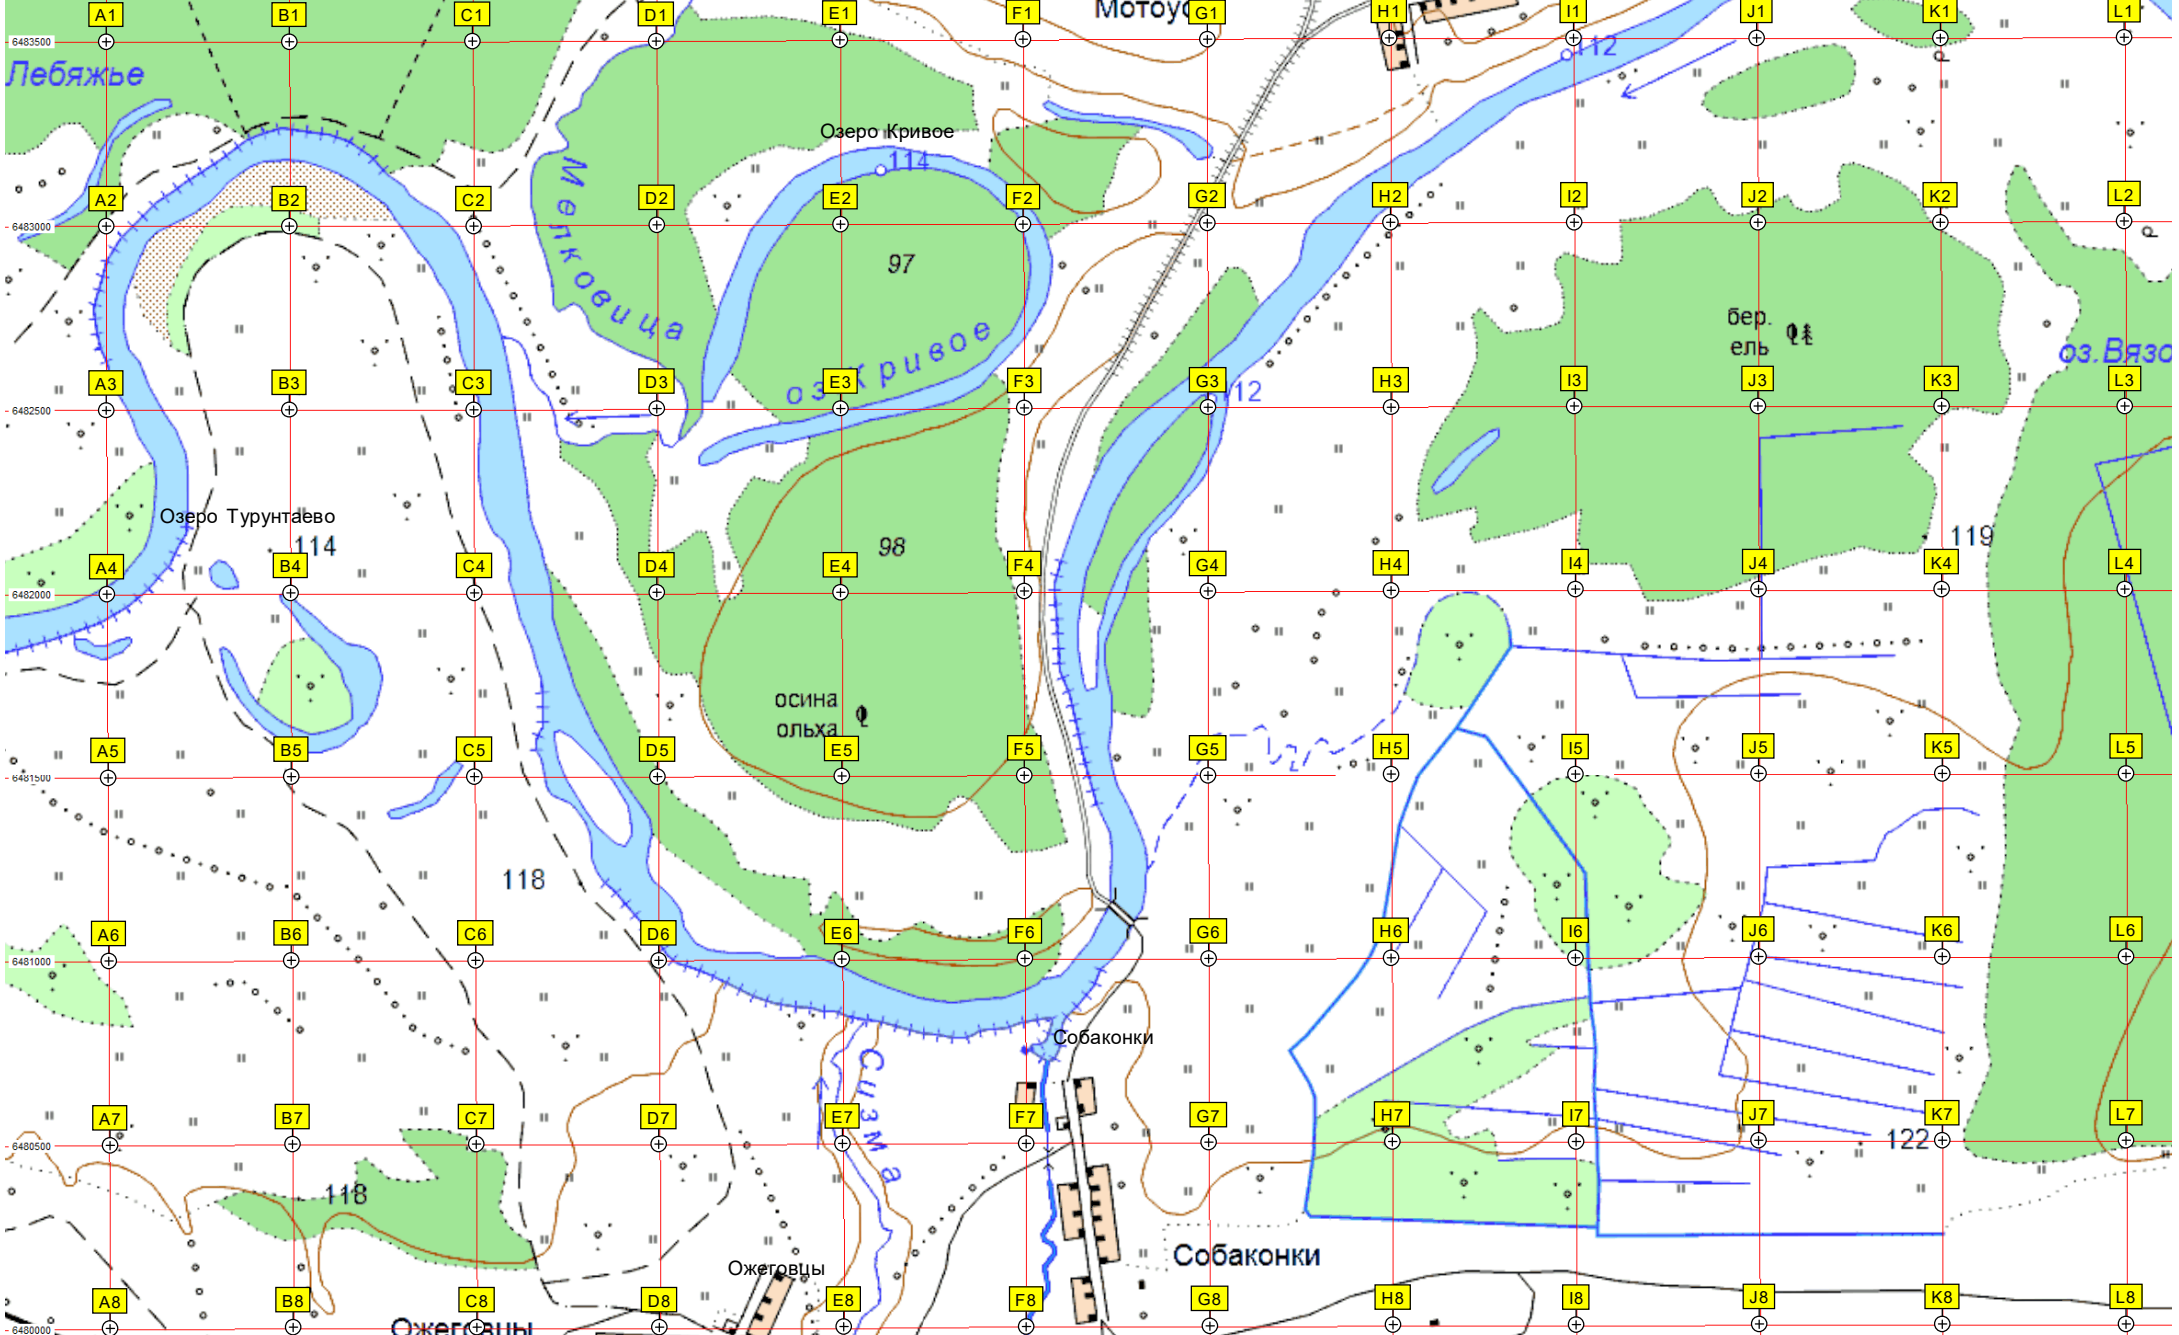 Мотоус
A1 B1 C1 D1 E1 F1 G1 H1 I1 J1 K1 L1
6483500
112
Лебяжье
Озеро Кривое
114
Мелковица
A2 B2 C2 D2 E2 F2 G2 H2 I2 J2 K2 L2
6483000
97
бер.
ель
оз.Вязо
оз.Кривое
A3 B3 C3 D3 E3 F3 G3 H3 I3 J3 K3 L3
112
6482500
Озеро Турунтаево
114
98
119
A4 B4 C4 D4 E4 F4 G4 H4 I4 J4 K4 L4
6482000
осина
ольха
A5 B5 C5 D5 E5 F5 G5 H5 I5 J5 K5 L5
6481500
118
A6 B6 C6 D6 E6 F6 G6 H6 I6 J6 K6 L6
6481000
Собаконки
Сизма
A7 B7 C7 D7 E7 F7 G7 H7 I7 J7 K7 L7
6480500
122
118
Собаконки
Ожеговцы
A8 B8 C8 D8 E8 F8 G8 H8 I8 J8 K8 L8
6480000
Ожеговцы